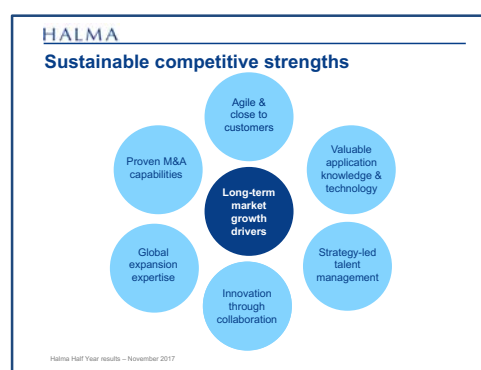 HALMA
Sustainable competitive strengths
Agile &
close to
customers
Proven M&A
capabilities
Valuable
application
knowledge &
technology
Long-term
market
growth
drivers
Global
expansion
expertise
Strategy-led
talent
management
Innovation
through
collaboration
Halma Half Year results – November 2017